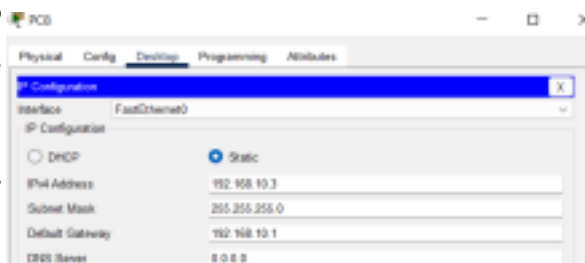 PC8
Physical Config Desktop Programming Attributes
IP Configuration X
Interface FastEthernet0
IP Configuration
DHCP Static
IPv4 Address 192.168.10.3
Subnet Mask 255.255.255.0
Default Gateway 192.168.10.1
DNS Server 0.0.0.0